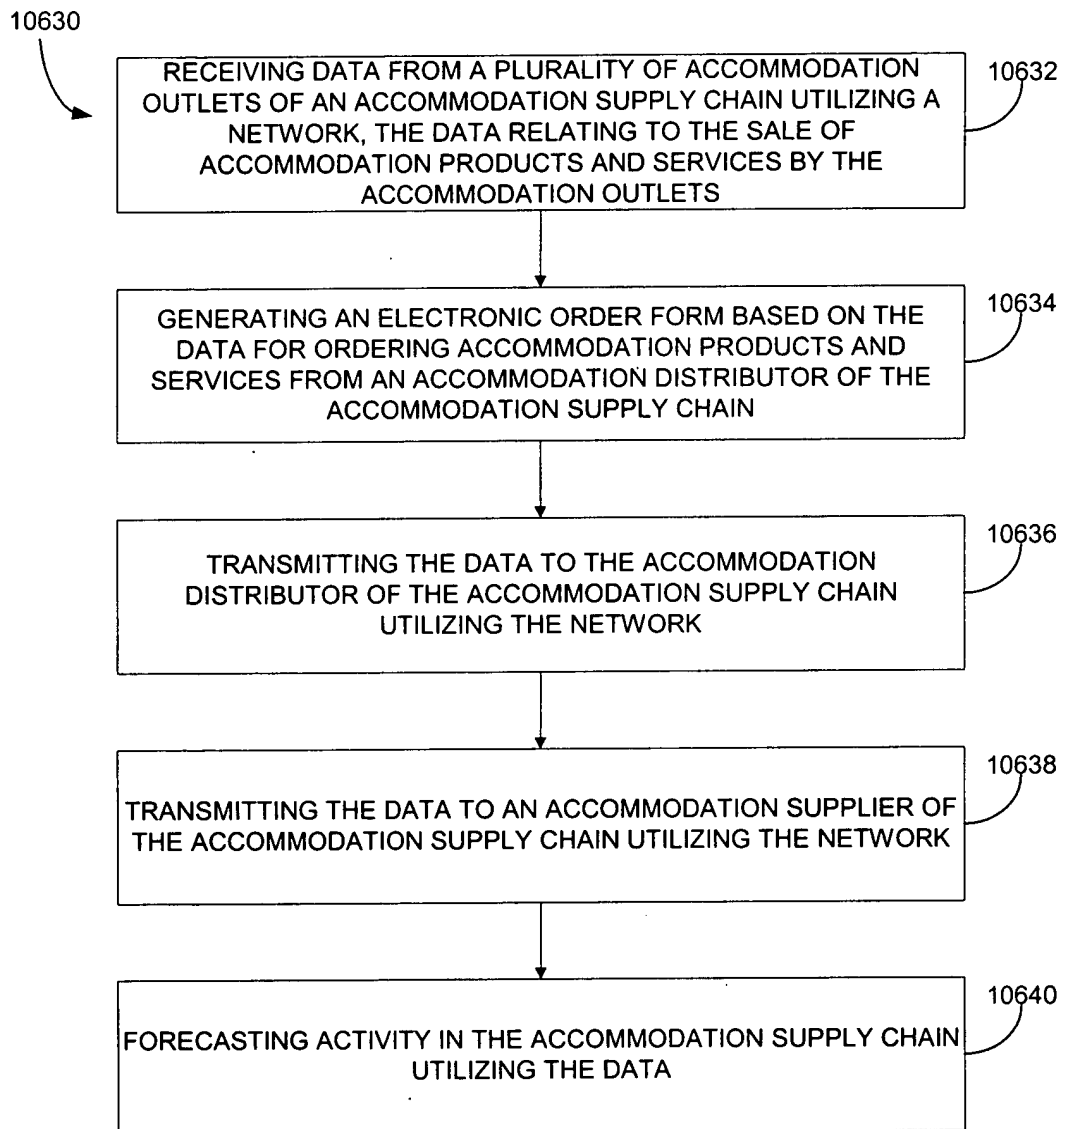 10630
RECEIVING DATA FROM A PLURALITY OF ACCOMMODATION
OUTLETS OF AN ACCOMMODATION SUPPLY CHAIN UTILIZING A
NETWORK, THE DATA RELATING TO THE SALE OF
ACCOMMODATION PRODUCTS AND SERVICES BY THE
ACCOMMODATION OUTLETS
10632
GENERATING AN ELECTRONIC ORDER FORM BASED ON THE
DATA FOR ORDERING ACCOMMODATION PRODUCTS AND
SERVICES FROM AN ACCOMMODATION DISTRIBUTOR OF THE
ACCOMMODATION SUPPLY CHAIN
10634
TRANSMITTING THE DATA TO THE ACCOMMODATION
DISTRIBUTOR OF THE ACCOMMODATION SUPPLY CHAIN
UTILIZING THE NETWORK
10636
TRANSMITTING THE DATA TO AN ACCOMMODATION SUPPLIER OF
THE ACCOMMODATION SUPPLY CHAIN UTILIZING THE NETWORK
10638
FORECASTING ACTIVITY IN THE ACCOMMODATION SUPPLY CHAIN
UTILIZING THE DATA
10640